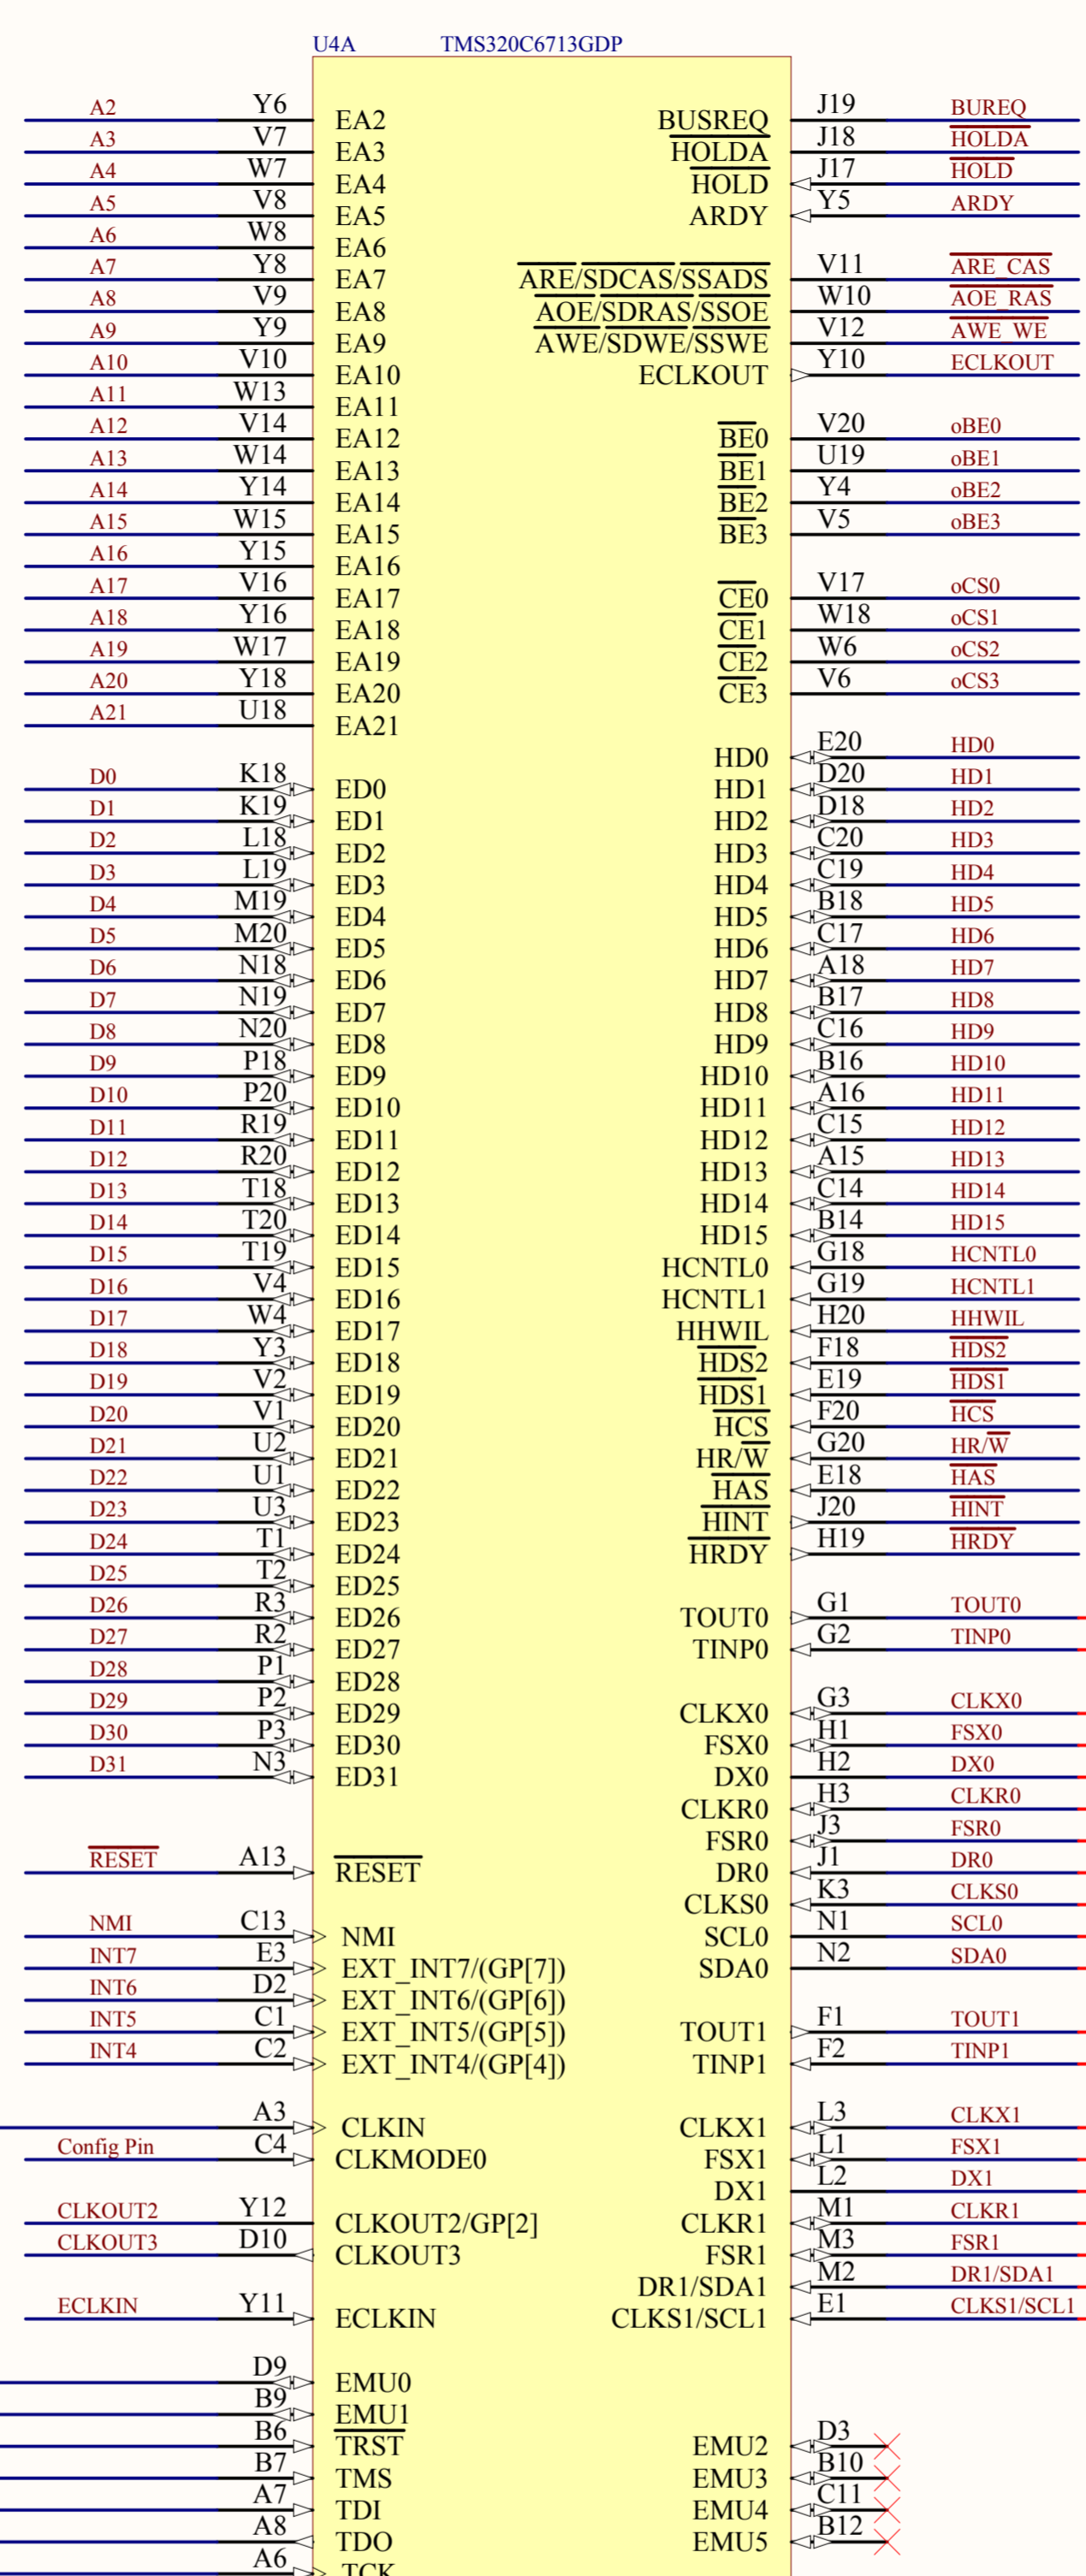 U4A TMS320C6713GDP
A2 Y6 EA2 BUSREQ J19 BUREQ
A3 V7 EA3 HOLDA J18 HOLDA
A4 W7 EA4 HOLD J17 HOLD
A5 V8 EA5 ARDY Y5 ARDY
A6 W8 EA6
A7 Y8 EA7 ARE/SDCAS/SSADS V11 ARE_CAS
A8 V9 EA8 AOE/SDRAS/SSOE W10 AOE_RAS
A9 Y9 EA9 AWE/SDWE/SSWE V12 AWE_WE
A10 V10 EA10 ECLKOUT Y10 ECLKOUT
A11 W13 EA11
A12 V14 EA12 BE0 V20 oBE0
A13 W14 EA13 BE1 U19 oBE1
A14 Y14 EA14 BE2 Y4 oBE2
A15 W15 EA15 BE3 V5 oBE3
A16 Y15 EA16
A17 V16 EA17 CE0 V17 oCS0
A18 Y16 EA18 CE1 W18 oCS1
A19 W17 EA19 CE2 W6 oCS2
A20 Y18 EA20 CE3 V6 oCS3
A21 U18 EA21
HD0 E20 HD0
D0 K18 ED0 HD1 D20 HD1
D1 K19 ED1 HD2 D18 HD2
D2 L18 ED2 HD3 C20 HD3
D3 L19 ED3 HD4 C19 HD4
D4 M19 ED4 HD5 B18 HD5
D5 M20 ED5 HD6 C17 HD6
D6 N18 ED6 HD7 A18 HD7
D7 N19 ED7 HD8 B17 HD8
D8 N20 ED8 HD9 C16 HD9
D9 P18 ED9 HD10 B16 HD10
D10 P20 ED10 HD11 A16 HD11
D11 R19 ED11 HD12 C15 HD12
D12 R20 ED12 HD13 A15 HD13
D13 T18 ED13 HD14 C14 HD14
D14 T20 ED14 HD15 B14 HD15
D15 T19 ED15 HCNTL0 G18 HCNTL0
D16 V4 ED16 HCNTL1 G19 HCNTL1
D17 W4 ED17 HHWIL H20 HHWIL
D18 Y3 ED18 HDS2 F18 HDS2
D19 V2 ED19 HDS1 E19 HDS1
D20 V1 ED20 HCS F20 HCS
D21 U2 ED21 HR/W G20 HR/W
D22 U1 ED22 HAS E18 HAS
D23 U3 ED23 HINT J20 HINT
D24 T1 ED24 HRDY H19 HRDY
D25 T2 ED25
D26 R3 ED26 TOUT0 G1 TOUT0
D27 R2 ED27 TINP0 G2 TINP0
D28 P1 ED28
D29 P2 ED29 CLKX0 G3 CLKX0
D30 P3 ED30 FSX0 H1 FSX0
D31 N3 ED31 DX0 H2 DX0
CLKR0 H3 CLKR0
FSR0 J3 FSR0
RESET A13 RESET DR0 J1 DR0
CLKS0 K3 CLKS0
NMI C13 NMI SCL0 N1 SCL0
INT7 E3 EXT_INT7/(GP[7]) SDA0 N2 SDA0
INT6 D2 EXT_INT6/(GP[6])
INT5 C1 EXT_INT5/(GP[5]) TOUT1 F1 TOUT1
INT4 C2 EXT_INT4/(GP[4]) TINP1 F2 TINP1
A3 CLKIN CLKX1 L3 CLKX1
Config Pin C4 CLKMODE0 FSX1 L1 FSX1
DX1 L2 DX1
CLKOUT2 Y12 CLKOUT2/GP[2] CLKR1 M1 CLKR1
CLKOUT3 D10 CLKOUT3 FSR1 M3 FSR1
DR1/SDA1 M2 DR1/SDA1
ECLKIN Y11 ECLKIN CLKS1/SCL1 E1 CLKS1/SCL1
D9 EMU0
B9 EMU1
B6 TRST EMU2 D3
B7 TMS EMU3 B10
A7 TDI EMU4 C11
A8 TDO EMU5 B12
A6 TCK